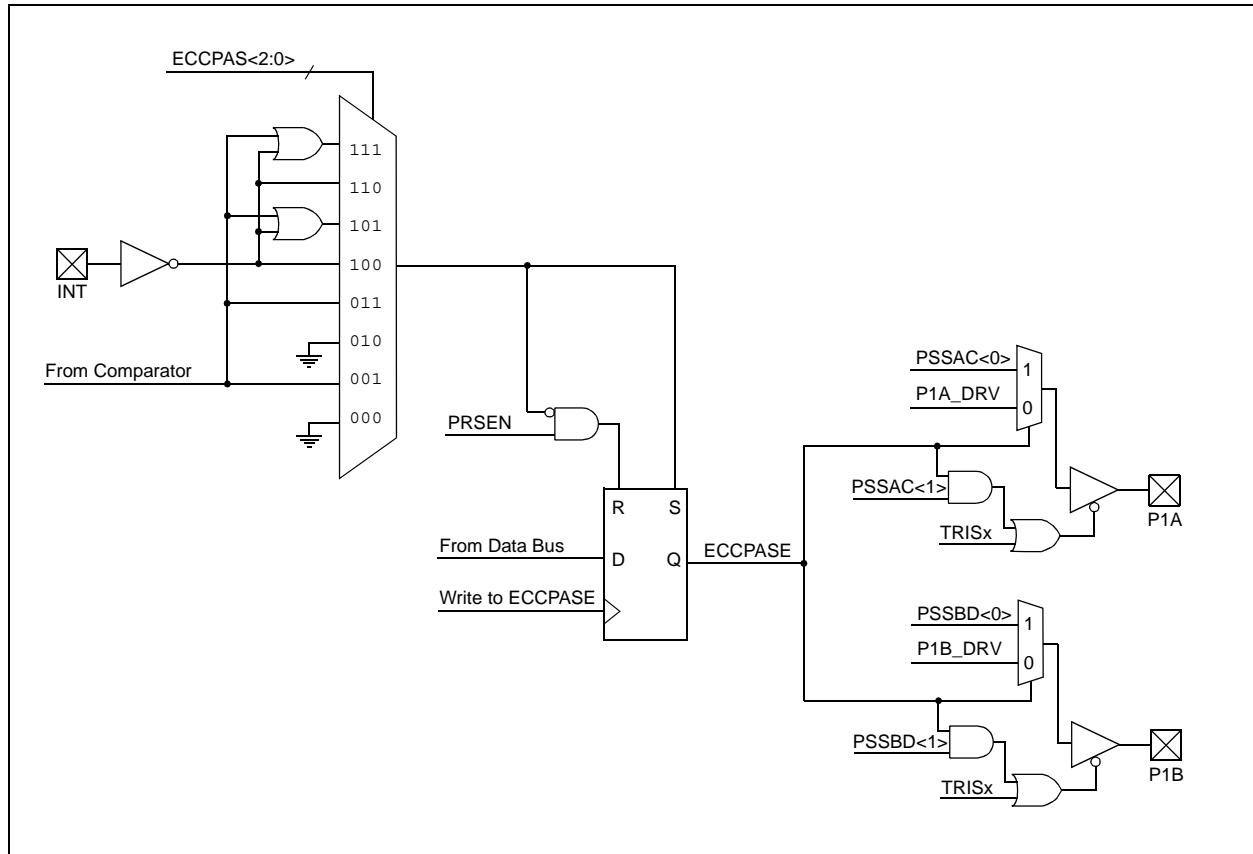 ECCPAS<2:0>
111
110
101
100
011
010
001
000
INT
From Comparator
PRSEN
R
S
From Data Bus
D
Q
ECCPASE
Write to ECCPASE
PSSAC<0>
1
P1A_DRV
0
PSSAC<1>
TRISx
P1A
PSSBD<0>
1
P1B_DRV
0
PSSBD<1>
TRISx
P1B